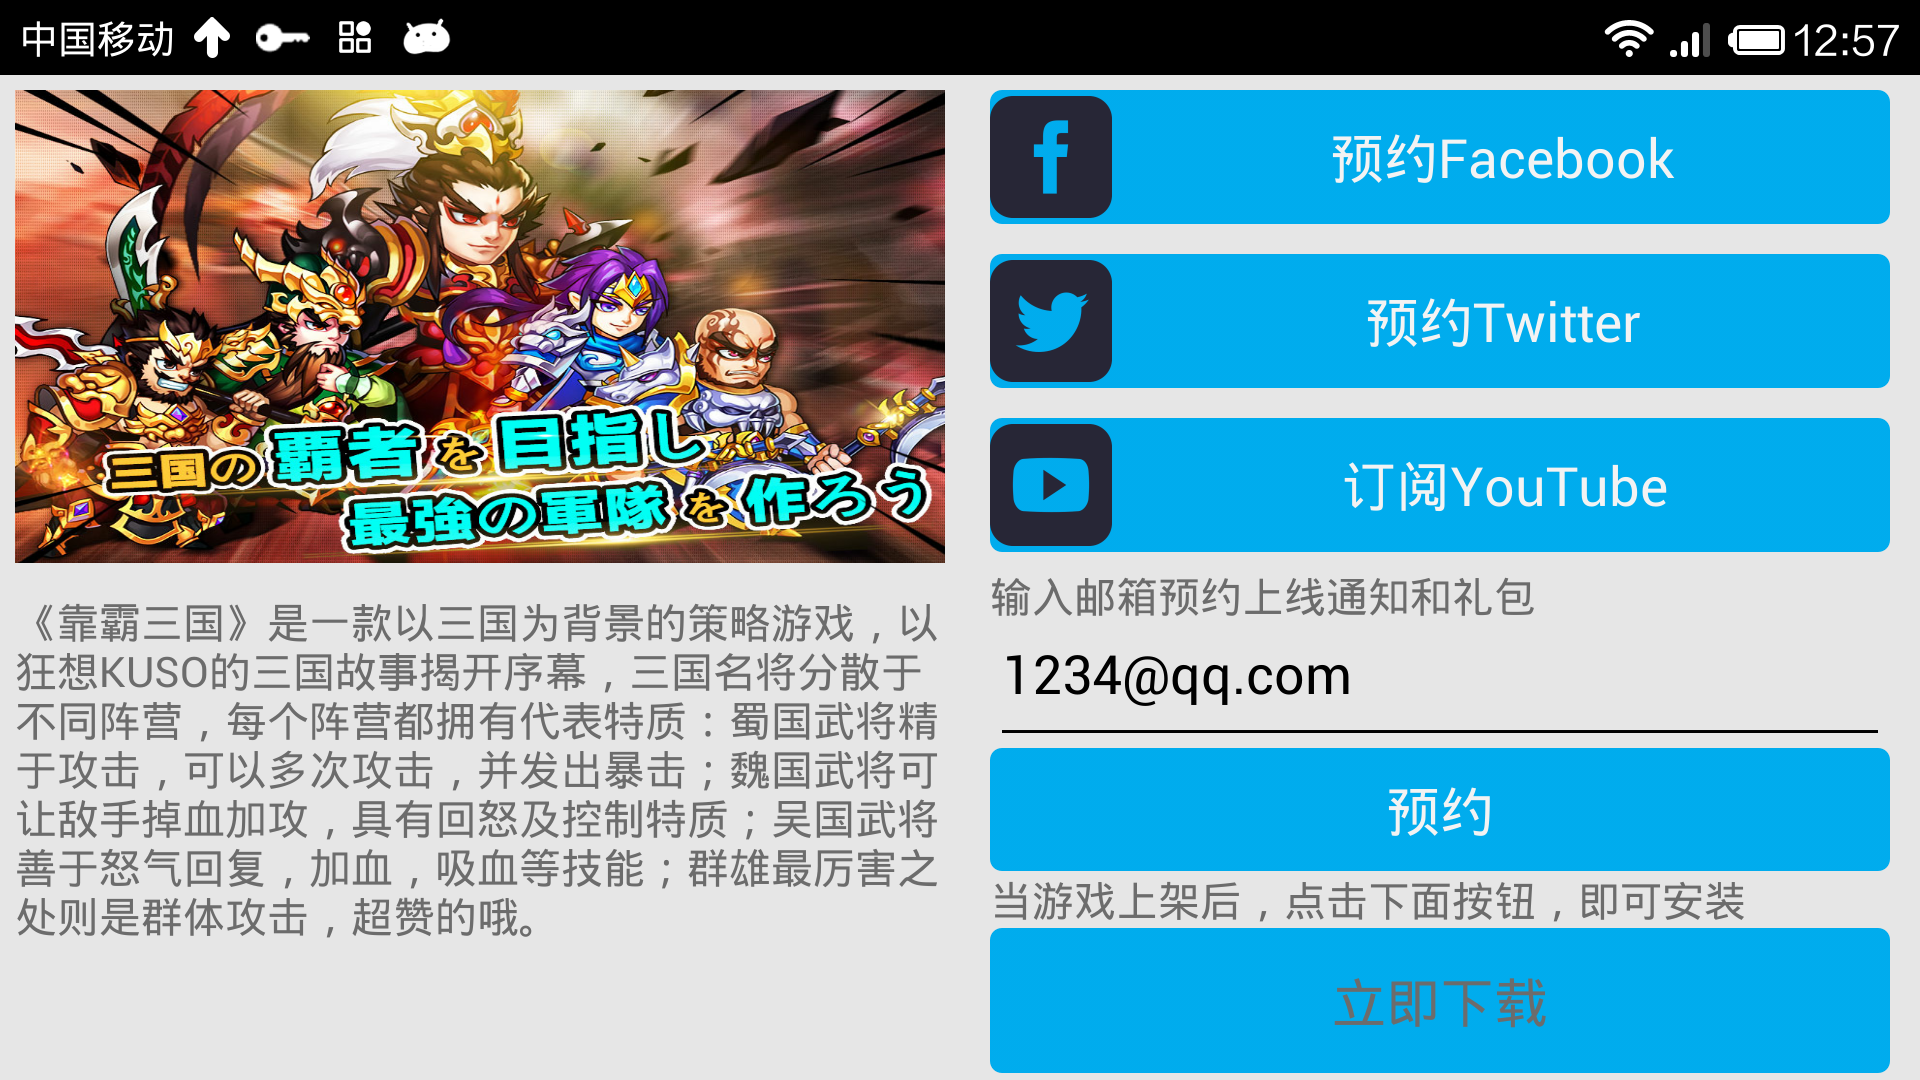 中国移动
12:57
三国の覇者を目指し
最強の軍隊を作ろう
《靠霸三国》是一款以三国为背景的策略游戏，以
狂想KUSO的三国故事揭开序幕，三国名将分散于
不同阵营，每个阵营都拥有代表特质：蜀国武将精
于攻击，可以多次攻击，并发出暴击；魏国武将可
让敌手掉血加攻，具有回怒及控制特质；吴国武将
善于怒气回复，加血，吸血等技能；群雄最厉害之
处则是群体攻击，超赞的哦。
预约Facebook
预约Twitter
订阅YouTube
输入邮箱预约上线通知和礼包
1234@qq.com
预约
当游戏上架后，点击下面按钮，即可安装
立即下载